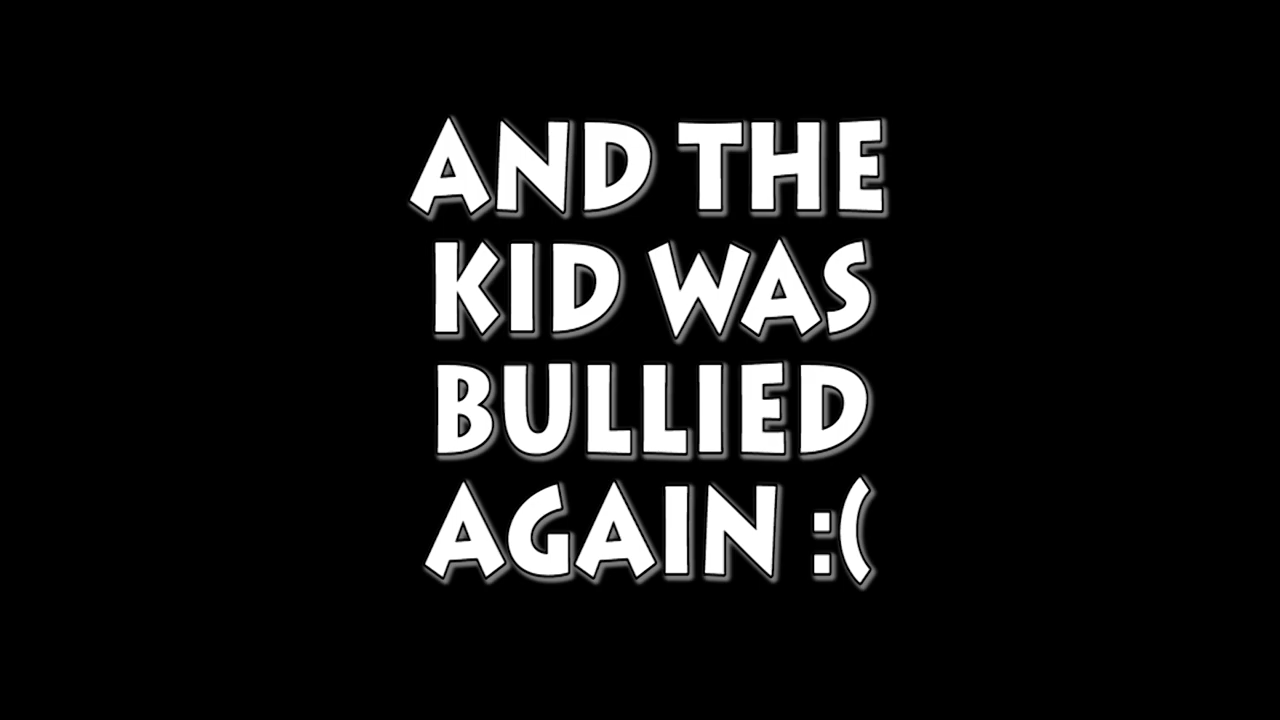 AND THE
KID WAS
BULLIED
AGAIN :(